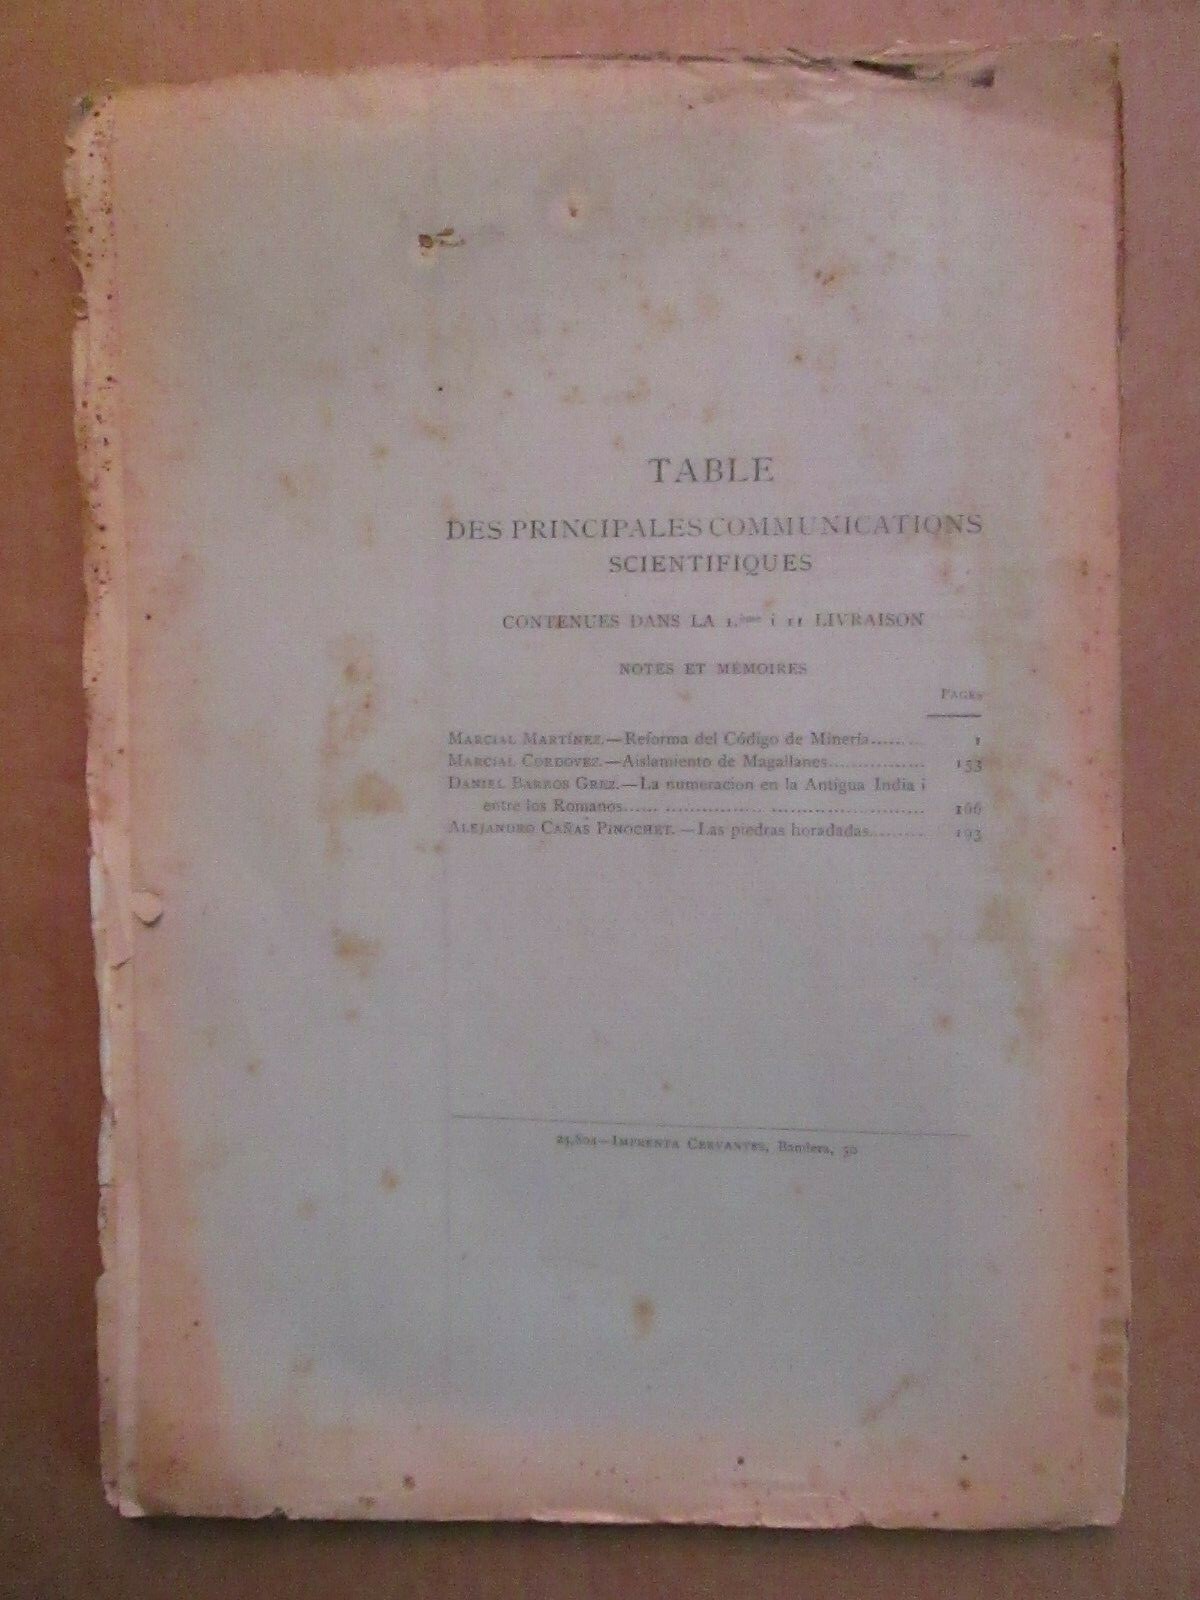 TABLE
DES PRINCIPALES COMMUNICATIONS
SCIENTIFIQUES
CONTENUES DANS LA 1.ème i 11 LIVRAISON
NOTES ET MÉMOIRES
PAGES
MARCIAL MARTÍNEZ.—Reforma del Código de Minería........ 1
MARCIAL CORDOVEZ.—Aislamiento de Magallanes................ 153
DANIEL BARROS GREZ.—La numeracion en la Antigua India i
entre los Romanos...... ................. ........................... 166
ALEJANDRO CAÑAS PINOCHET.—Las piedras horadadas.......... 193
IMPRENTA CERVANTES, Bandera, 50